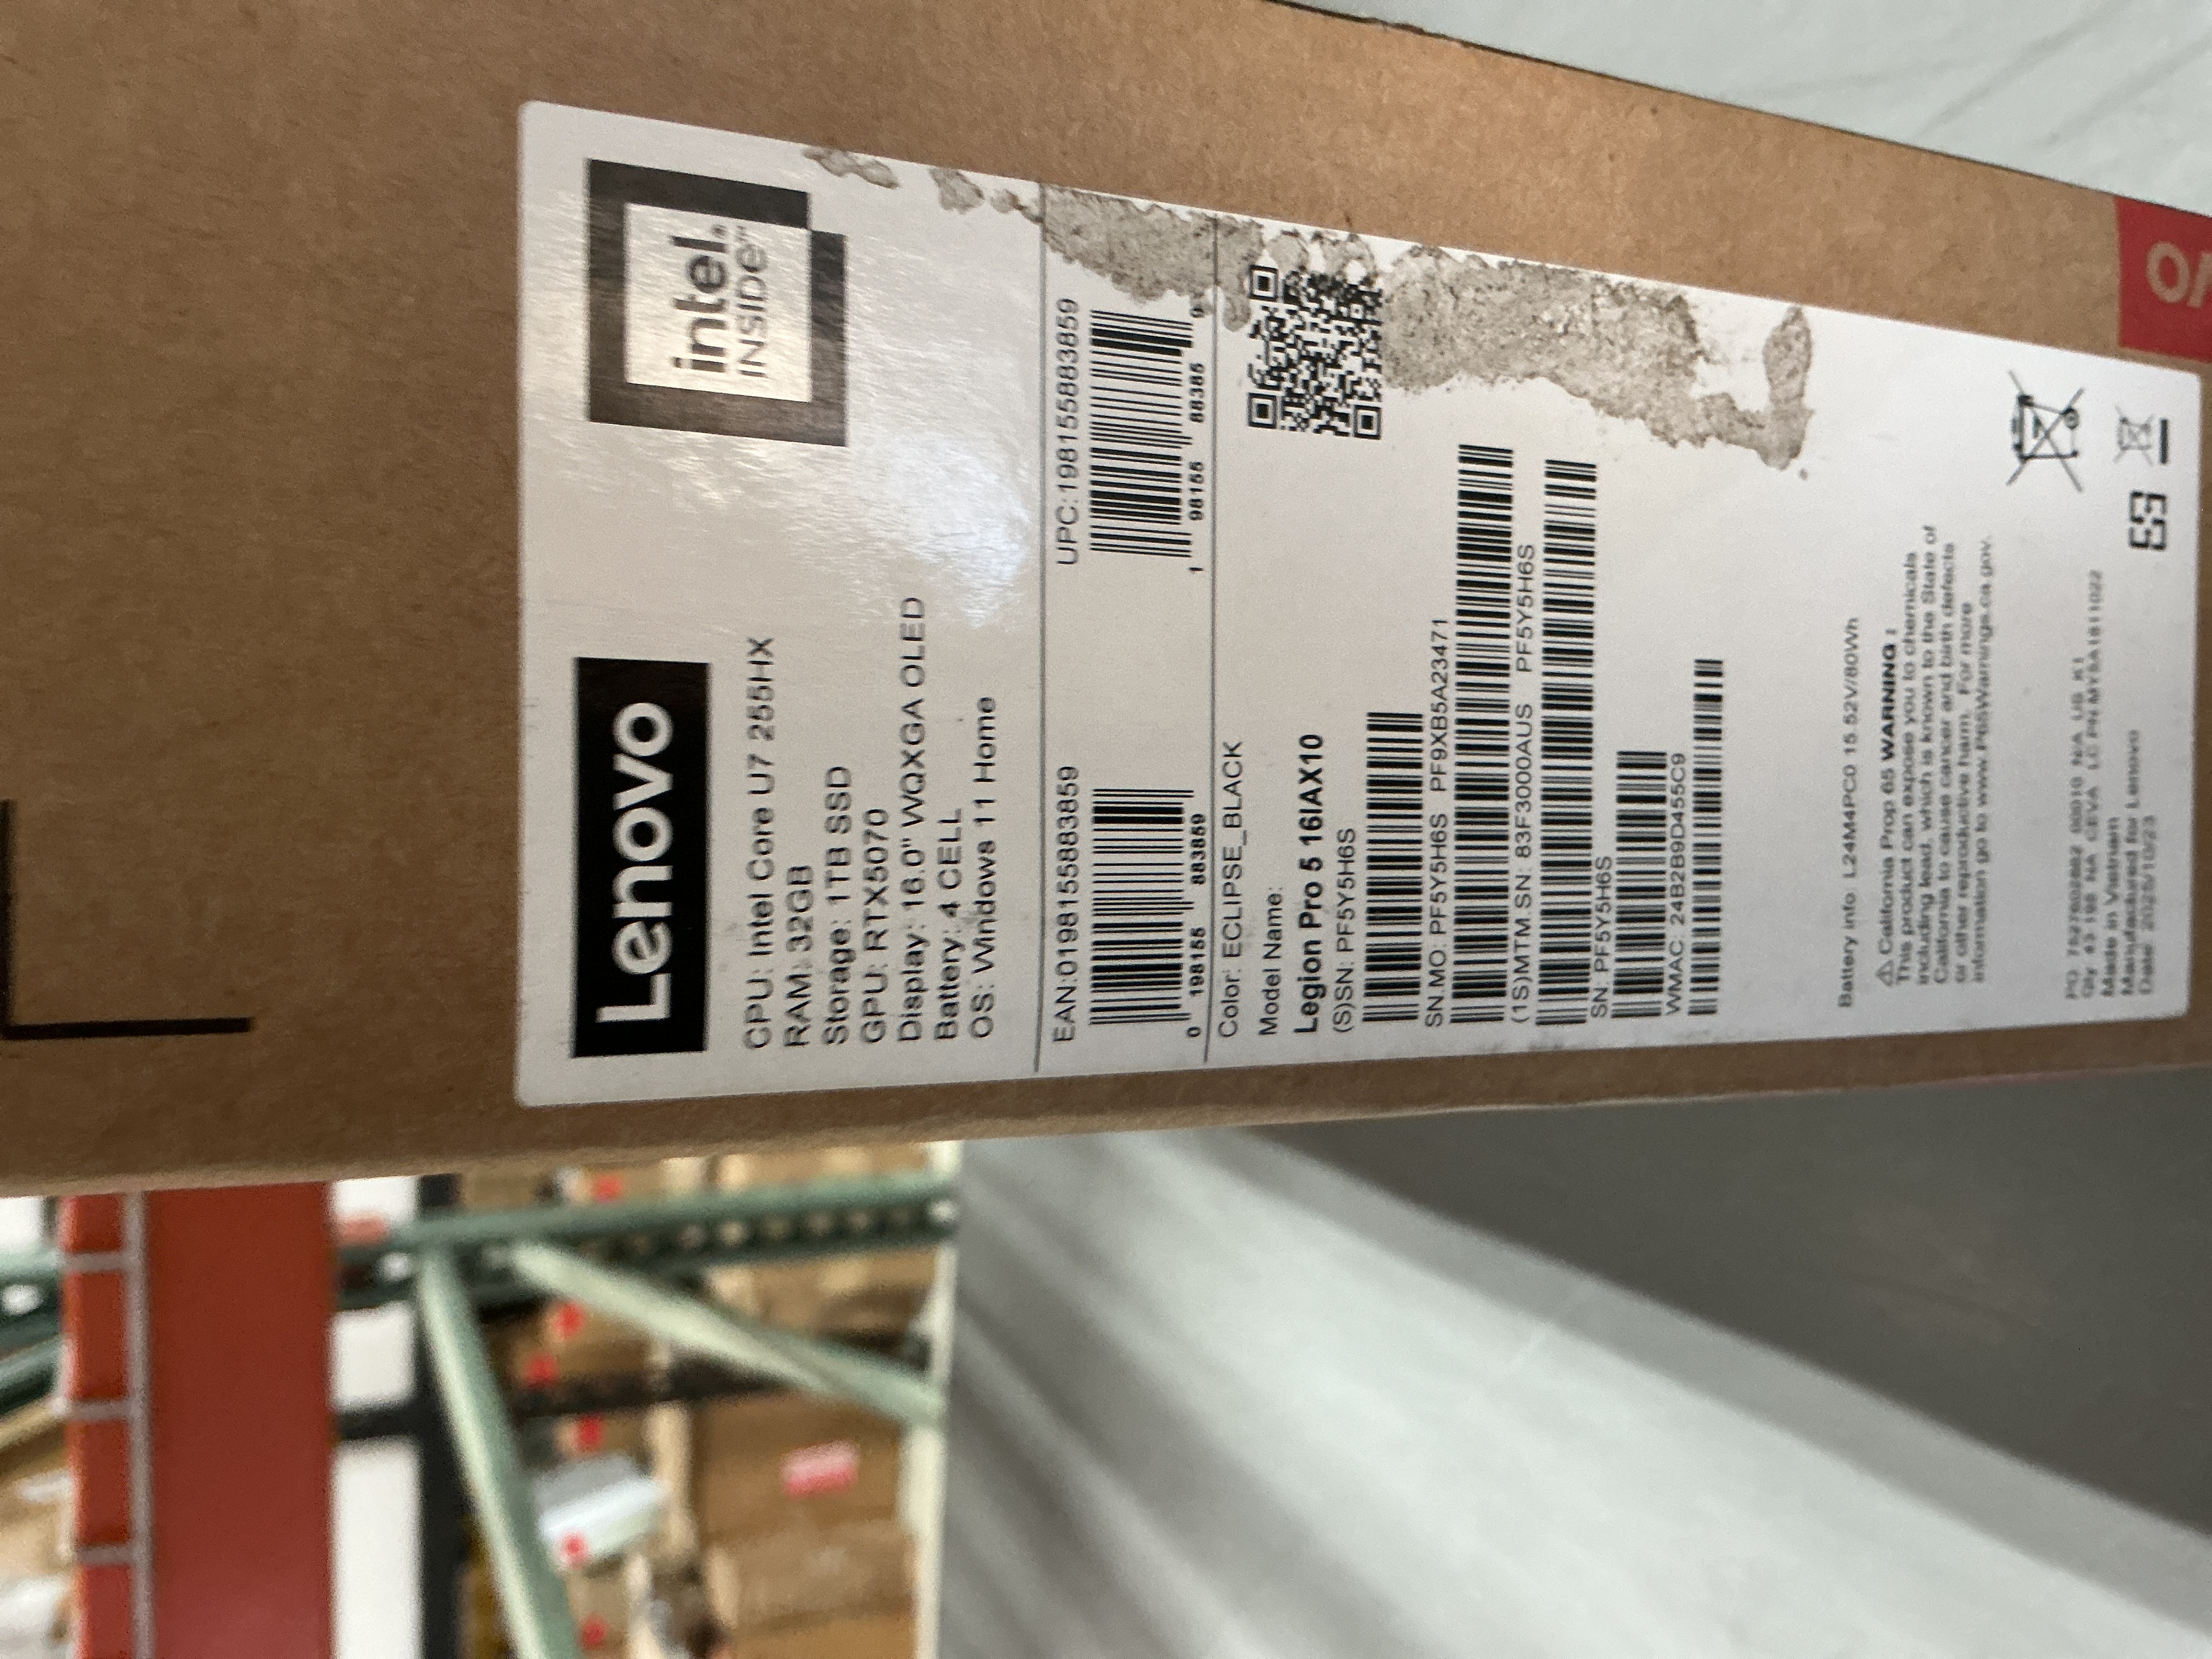 Lenovo
intel.
INSIDE™
CPU: Intel Core U7 255HX
RAM: 32GB
Storage: 1TB SSD
GPU: RTX5070
Display: 16.0" WQXGA OLED
Battery: 4 CELL
OS: Windows 11 Home
EAN:0198155883859
UPC:198155883859
0 198155 883859
1 98155 88385 9
Color: ECLIPSE_BLACK
Model Name:
Legion Pro 5 16IAX10
(S)SN: PF5Y5H6S
SN.MO: PF5Y5H6S PF9XB5A23471
(1S)MTM.SN: 83F3000AUS PF5Y5H6S
SN: PF5Y5H6S
WMAC: 24B2B9D455C9
Battery info: L24M4PC0 15.52V/80Wh
⚠ California Prop 65 WARNING :
This product can expose you to chemicals
including lead, which is known to the State of
California to cause cancer and birth defects
or other reproductive harm. For more
information go to www.P65Warnings.ca.gov.
Made in Vietnam
Manufactured for Lenovo
Date: 2025/10/23